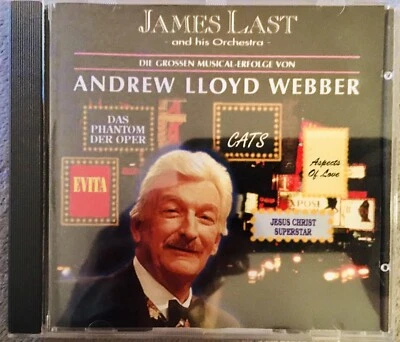 JAMES LAST
- and his Orchestra -
DIE GROSSEN MUSICAL-ERFOLGE VON
ANDREW LLOYD WEBBER
DAS
PHANTOM
DER OPER
CATS
Aspects
Of Love
EVITA
XPOSE
JESUS CHRIST
SUPERSTAR